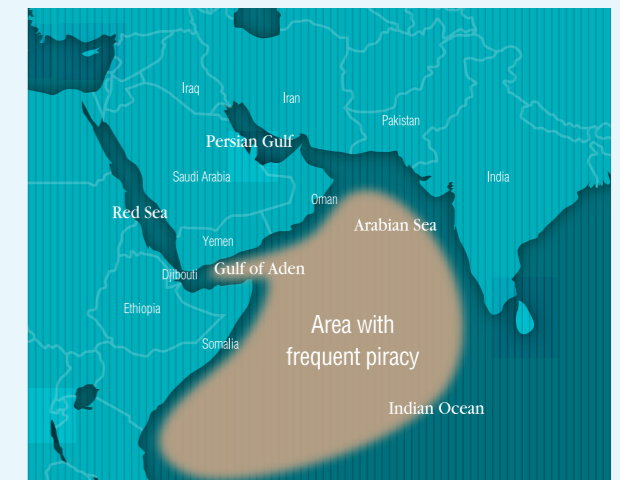 Iraq
Iran
Pakistan
Persian Gulf
Saudi Arabia
India
Oman
Red Sea
Arabian Sea
Yemen
Gulf of Aden
Djibouti
Ethiopia
Area with
frequent piracy
Somalia
Indian Ocean